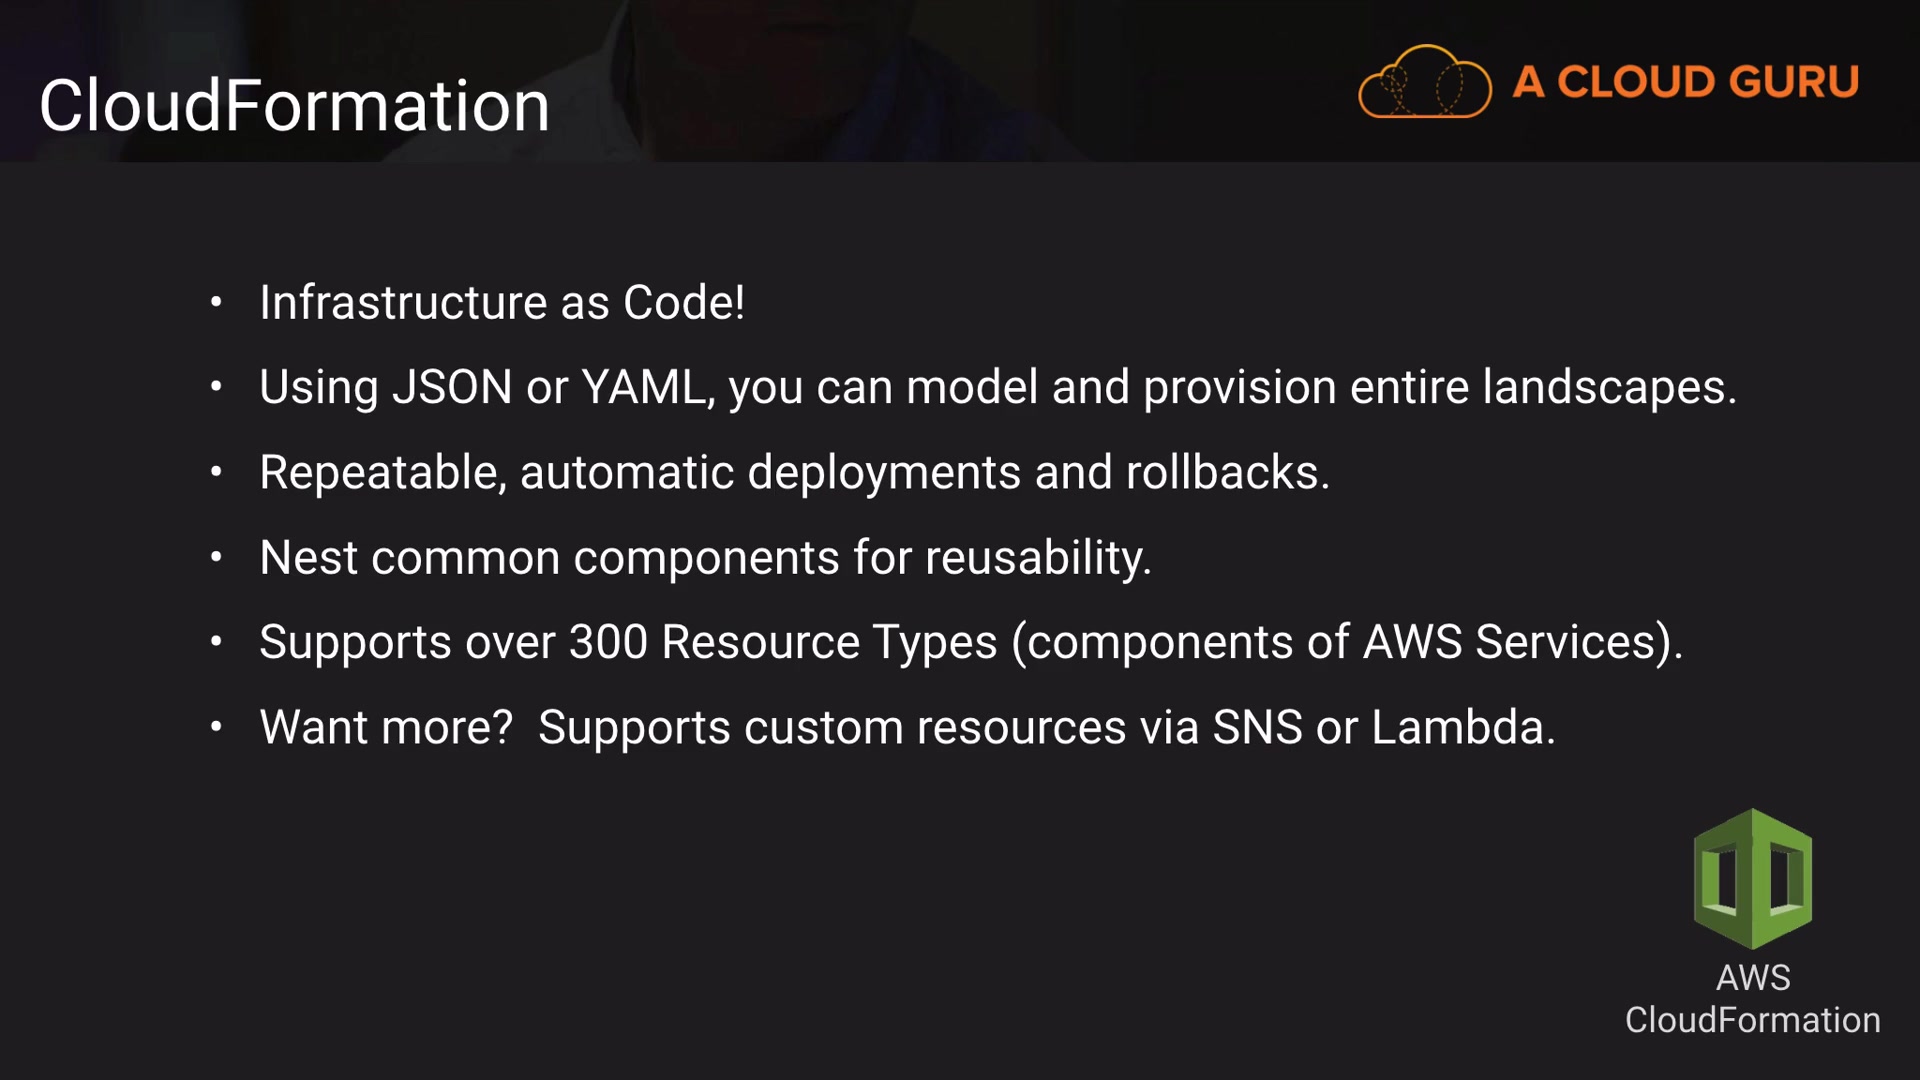 CloudFormation
A CLOUD GURU
• Infrastructure as Code!
• Using JSON or YAML, you can model and provision entire landscapes.
• Repeatable, automatic deployments and rollbacks.
• Nest common components for reusability.
• Supports over 300 Resource Types (components of AWS Services).
• Want more?  Supports custom resources via SNS or Lambda.
AWS
CloudFormation